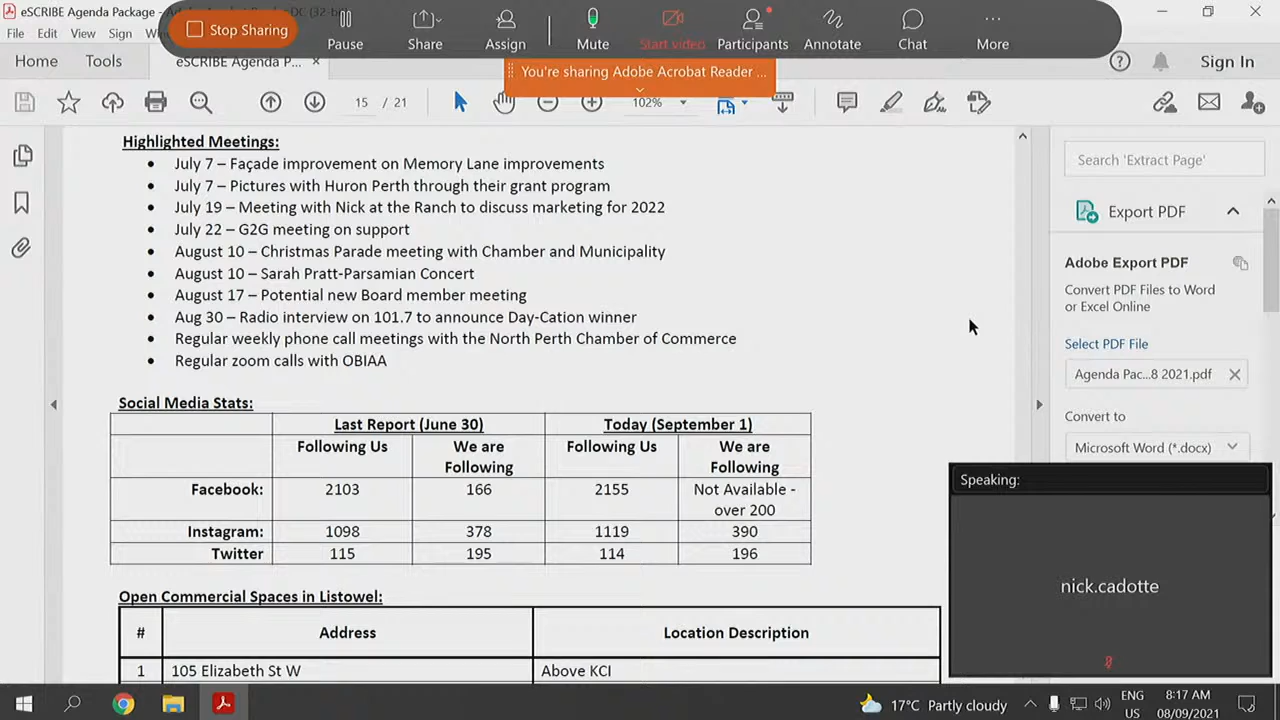 eSCRIBE Agenda Package -
File Edit View Sign
Stop Sharing
Pause
Share
Assign
Mute
Start video
Participants
Annotate
Chat
More
You're sharing Adobe Acrobat Reader ...
Home
Tools
eSCRIBE Agenda P...
Sign In
15 / 21
102%
Highlighted Meetings:
• July 7 – Façade improvement on Memory Lane improvements
• July 7 – Pictures with Huron Perth through their grant program
• July 19 – Meeting with Nick at the Ranch to discuss marketing for 2022
• July 22 – G2G meeting on support
• August 10 – Christmas Parade meeting with Chamber and Municipality
• August 10 – Sarah Pratt-Parsamian Concert
• August 17 – Potential new Board member meeting
• Aug 30 – Radio interview on 101.7 to announce Day-Cation winner
• Regular weekly phone call meetings with the North Perth Chamber of Commerce
• Regular zoom calls with OBIAA
Social Media Stats:
Last Report (June 30) Today (September 1)
Following Us We are Following Following Us We are Following
Facebook: 2103 166 2155 Not Available - over 200
Instagram: 1098 378 1119 390
Twitter 115 195 114 196
Open Commercial Spaces in Listowel:
# Address Location Description
1 105 Elizabeth St W Above KCI
Search 'Extract Page'
Export PDF
Adobe Export PDF
Convert PDF Files to Word
or Excel Online
Select PDF File
Agenda Pac...8 2021.pdf
Convert to
Microsoft Word (*.docx)
Speaking:
nick.cadotte
17°C Partly cloudy
ENG
US
8:17 AM
08/09/2021